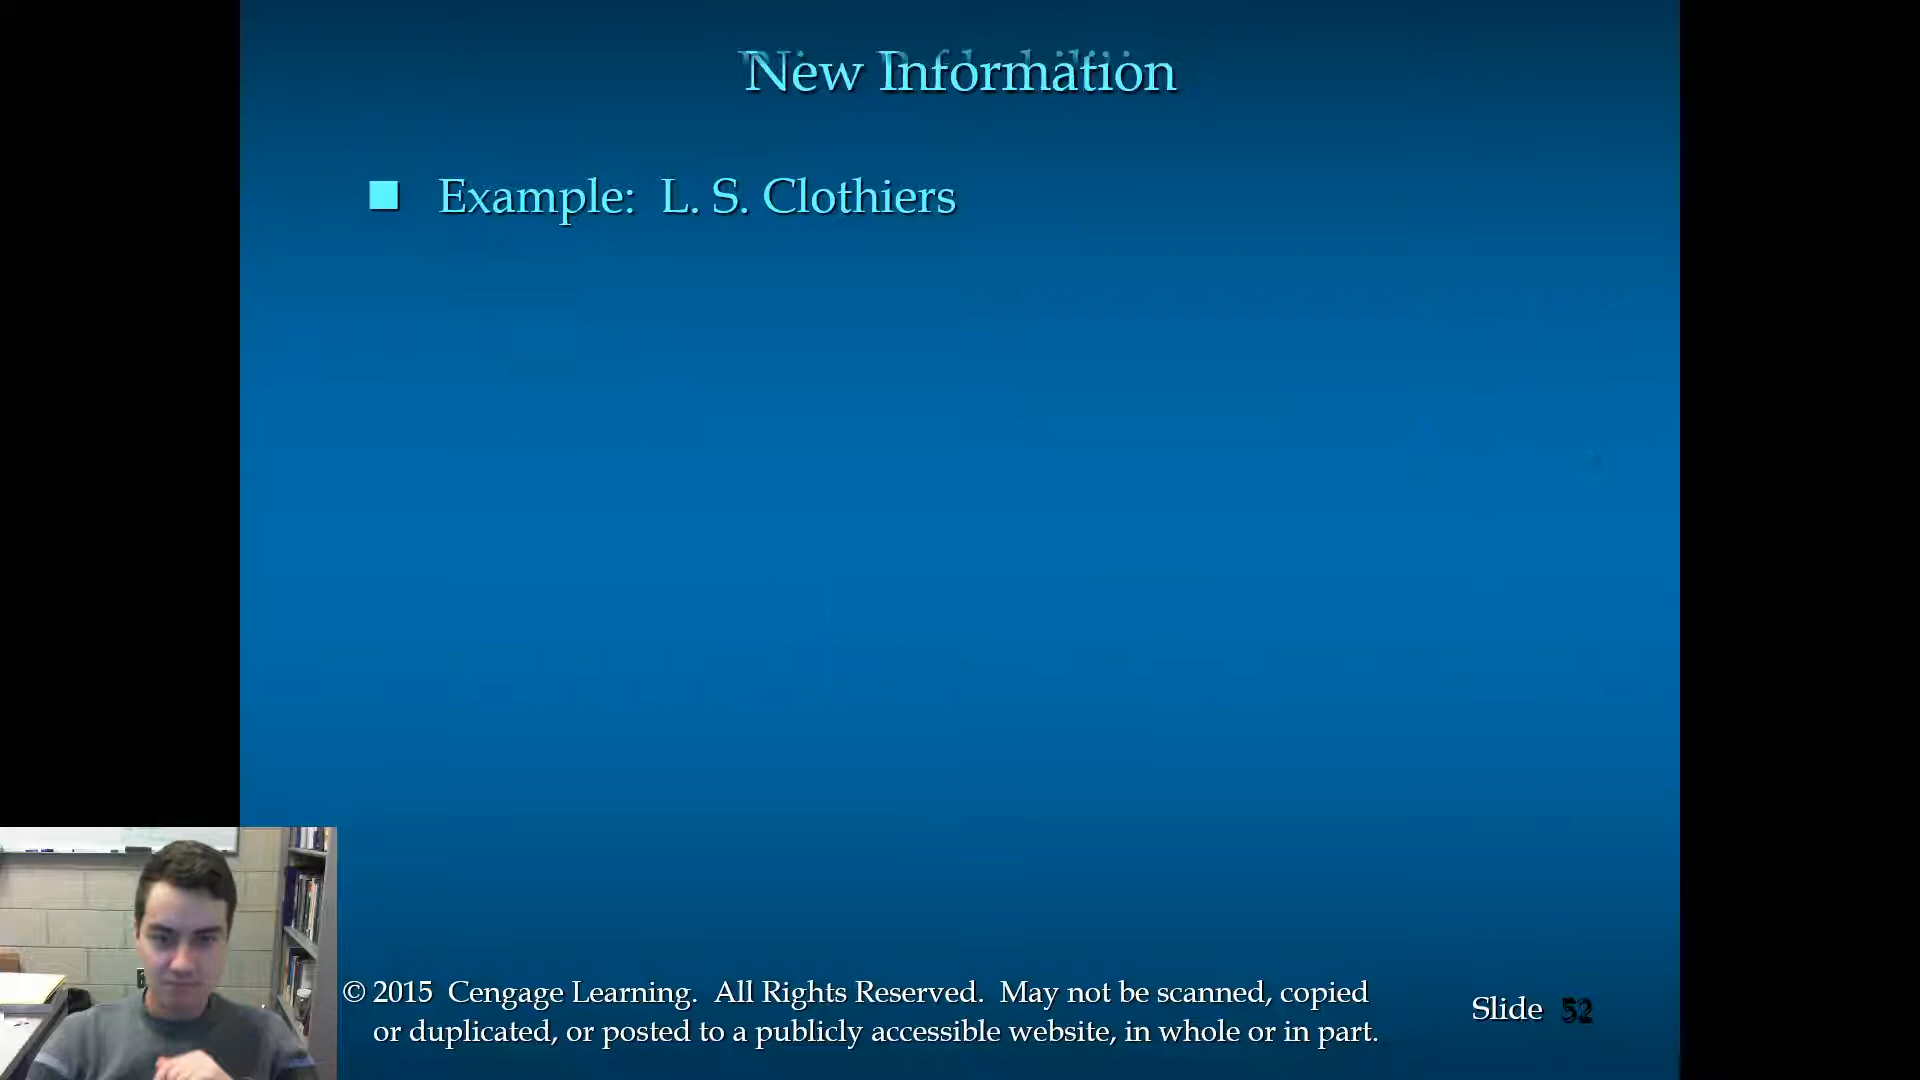 New Information
Example: L. S. Clothiers
© 2015 Cengage Learning. All Rights Reserved. May not be scanned, copied
or duplicated, or posted to a publicly accessible website, in whole or in part.
Slide 52